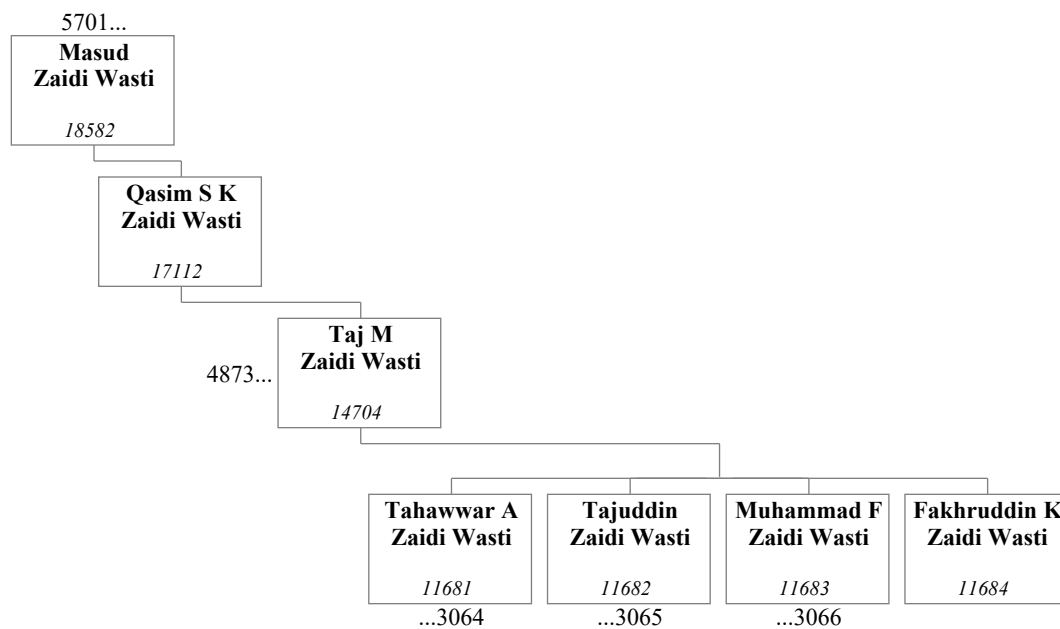 5701...
Masud
Zaidi Wasti
18582
Qasim S K
Zaidi Wasti
17112
Taj M
Zaidi Wasti
4873...
14704
Tahawwar A
Zaidi Wasti
11681
...3064
Tajuddin
Zaidi Wasti
11682
...3065
Muhammad F
Zaidi Wasti
11683
...3066
Fakhruddin K
Zaidi Wasti
11684